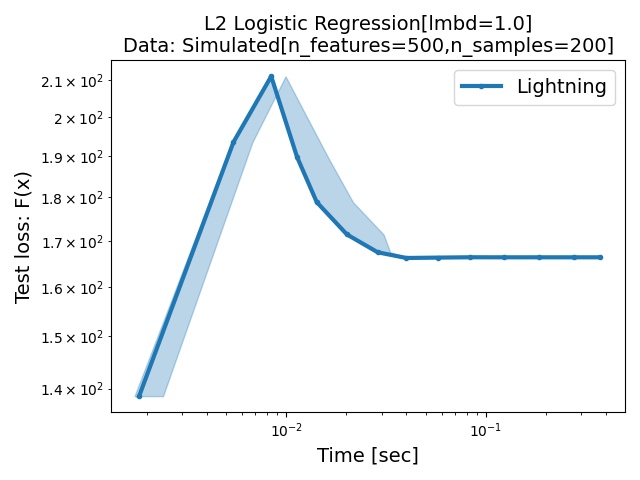 L2 Logistic Regression[lmbd=1.0]
Data: Simulated[n_features=500,n_samples=200]
Lightning
2.1 × 10²
2 × 10²
1.9 × 10²
1.8 × 10²
1.7 × 10²
1.6 × 10²
1.5 × 10²
1.4 × 10²
Test loss: F(x)
10⁻²
10⁻¹
Time [sec]